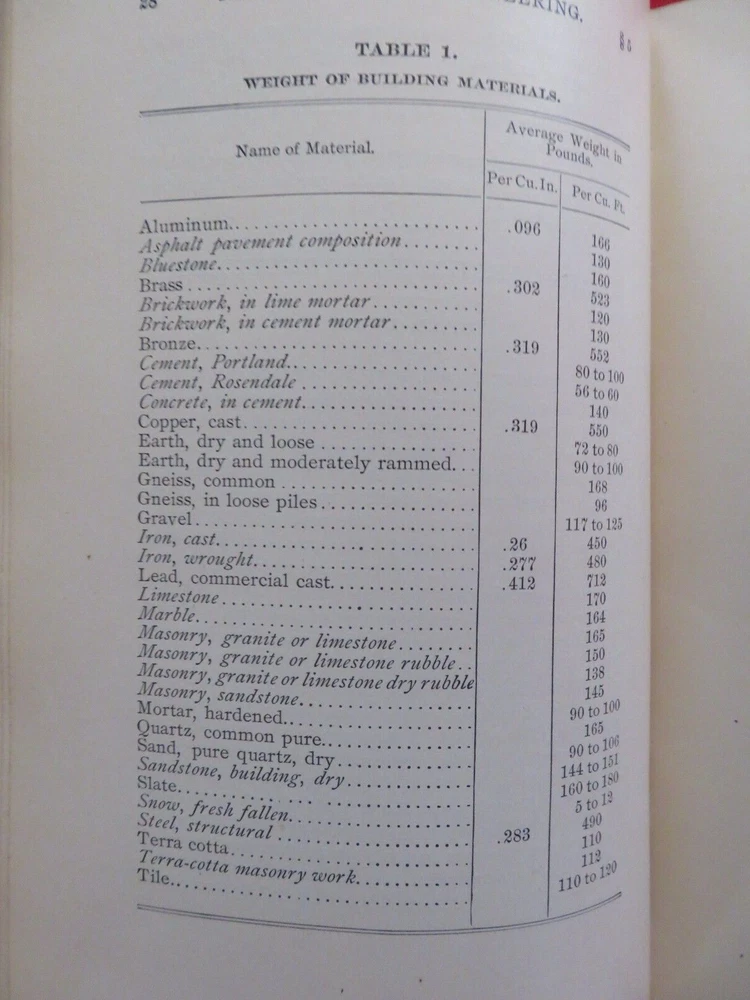 28 ERING.
TABLE 1.
WEIGHT OF BUILDING MATERIALS.
Name of Material. Average Weight in Pounds.
Per Cu. In. Per Cu. Ft.
Aluminum .096 166
Asphalt pavement composition 130
Bluestone 160
Brass .302 523
Brickwork, in lime mortar 120
Brickwork, in cement mortar 130
Bronze .319 552
Cement, Portland 80 to 100
Cement, Rosendale 56 to 60
Concrete, in cement 140
Copper, cast .319 550
Earth, dry and loose 72 to 80
Earth, dry and moderately rammed 90 to 100
Gneiss, common 168
Gneiss, in loose piles 96
Gravel 117 to 125
Iron, cast .26 450
Iron, wrought .277 480
Lead, commercial cast .412 712
Limestone 170
Marble 164
Masonry, granite or limestone 165
Masonry, granite or limestone rubble 150
Masonry, granite or limestone dry rubble 138
Masonry, sandstone 145
Mortar, hardened 90 to 100
Quartz, common pure 165
Sand, pure quartz, dry 90 to 106
Sandstone, building, dry 144 to 151
Slate 160 to 180
Snow, fresh fallen 5 to 12
Steel, structural .283 490
Terra cotta 110
Terra-cotta masonry work 112
Tile 110 to 120